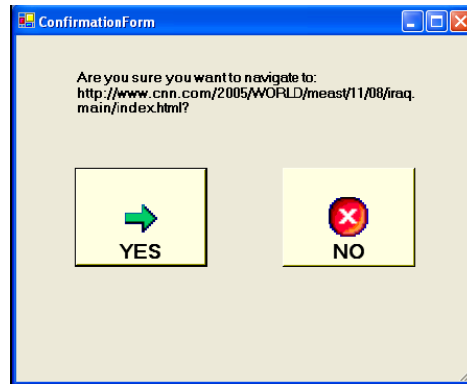 ConfirmationForm
Are you sure you want to navigate to:
http://www.cnn.com/2005/WORLD/meast/11/08/iraq.
main/index.html?
YES
NO